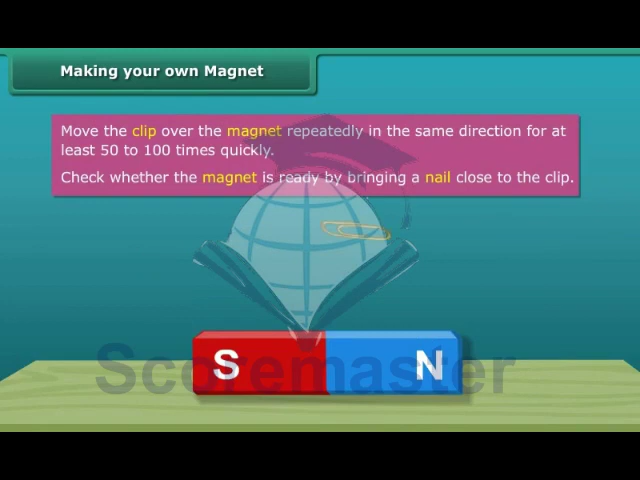 Making your own Magnet
Move the clip over the magnet repeatedly in the same direction for at
least 50 to 100 times quickly.
Check whether the magnet is ready by bringing a nail close to the clip.
S N
Scoremaster